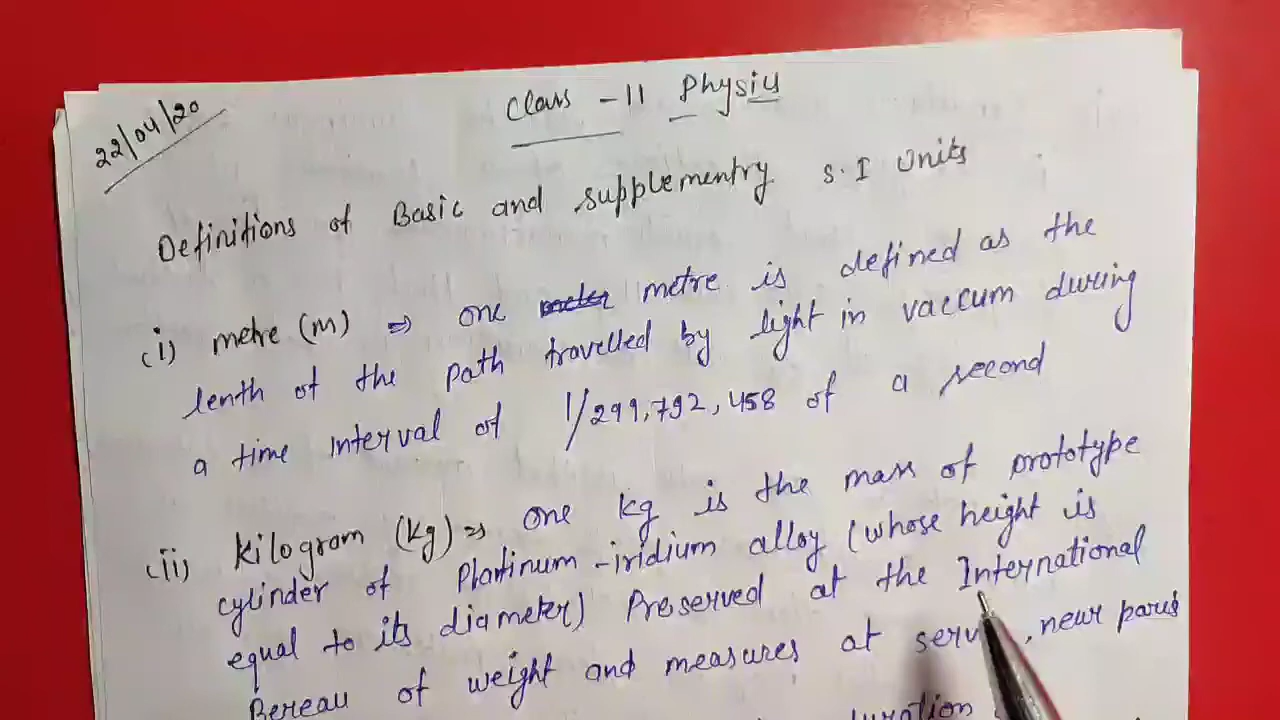 22/04/20
Class - 11 Physics
Definitions of Basic and supplementry S.I Units
(i) metre (m) ⇒ one metre is defined as the
lenth of the path travelled by light in vaccum during
a time interval of 1/299,792,458 of a second
(ii) Kilogram (kg) ⇒ one kg is the mass of prototype
cylinder of Platinum-iridium alloy (whose height is
equal to its diameter) Preserved at the International
Bereau of weight and measures at , near paris